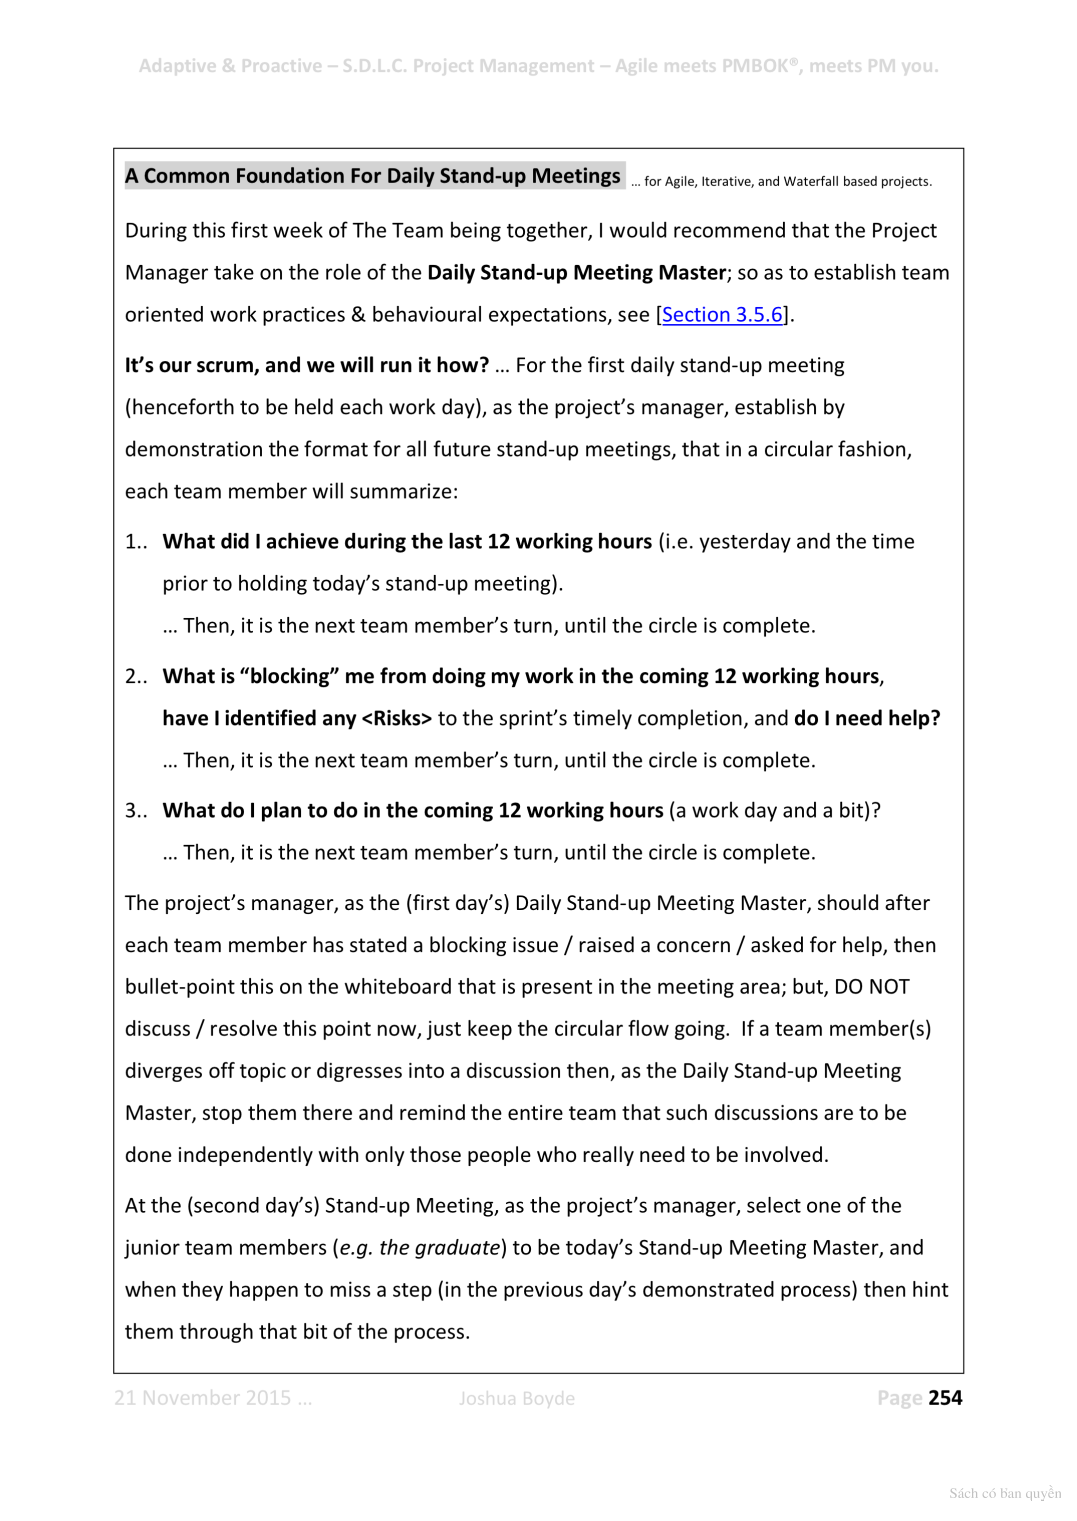 Adaptive & Proactive – S.D.L.C. Project Management – Agile meets PMBOK®, meets PM you.
A Common Foundation For Daily Stand-up Meetings … for Agile, Iterative, and Waterfall based projects.
During this first week of The Team being together, I would recommend that the Project
Manager take on the role of the Daily Stand-up Meeting Master; so as to establish team
oriented work practices & behavioural expectations, see [Section 3.5.6].
It’s our scrum, and we will run it how? … For the first daily stand-up meeting
(henceforth to be held each work day), as the project’s manager, establish by
demonstration the format for all future stand-up meetings, that in a circular fashion,
each team member will summarize:
1.. What did I achieve during the last 12 working hours (i.e. yesterday and the time
prior to holding today’s stand-up meeting).
… Then, it is the next team member’s turn, until the circle is complete.
2.. What is “blocking” me from doing my work in the coming 12 working hours,
have I identified any <Risks> to the sprint’s timely completion, and do I need help?
… Then, it is the next team member’s turn, until the circle is complete.
3.. What do I plan to do in the coming 12 working hours (a work day and a bit)?
… Then, it is the next team member’s turn, until the circle is complete.
The project’s manager, as the (first day’s) Daily Stand-up Meeting Master, should after
each team member has stated a blocking issue / raised a concern / asked for help, then
bullet-point this on the whiteboard that is present in the meeting area; but, DO NOT
discuss / resolve this point now, just keep the circular flow going.  If a team member(s)
diverges off topic or digresses into a discussion then, as the Daily Stand-up Meeting
Master, stop them there and remind the entire team that such discussions are to be
done independently with only those people who really need to be involved.
At the (second day’s) Stand-up Meeting, as the project’s manager, select one of the
junior team members (e.g. the graduate) to be today’s Stand-up Meeting Master, and
when they happen to miss a step (in the previous day’s demonstrated process) then hint
them through that bit of the process.
21 November 2015 … Joshua Boyde Page 254
Sách có bản quyền